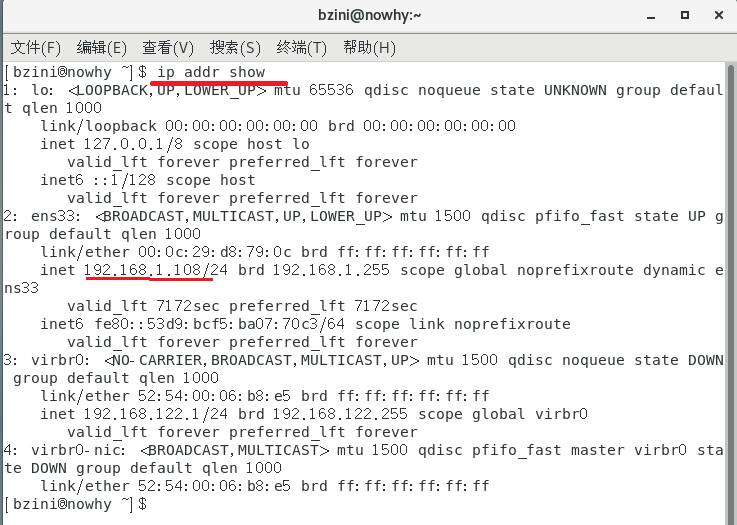 bzini@nowhy:~
文件(F) 编辑(E) 查看(V) 搜索(S) 终端(T) 帮助(H)
[bzini@nowhy ~]$ ip addr show
1: lo: <LOOPBACK,UP,LOWER_UP> mtu 65536 qdisc noqueue state UNKNOWN group defaul
t qlen 1000
    link/loopback 00:00:00:00:00:00 brd 00:00:00:00:00:00
    inet 127.0.0.1/8 scope host lo
       valid_lft forever preferred_lft forever
    inet6 ::1/128 scope host
       valid_lft forever preferred_lft forever
2: ens33: <BROADCAST,MULTICAST,UP,LOWER_UP> mtu 1500 qdisc pfifo_fast state UP g
roup default qlen 1000
    link/ether 00:0c:29:d8:79:0c brd ff:ff:ff:ff:ff:ff
    inet 192.168.1.108/24 brd 192.168.1.255 scope global noprefixroute dynamic e
ns33
       valid_lft 7172sec preferred_lft 7172sec
    inet6 fe80::53d9:bcf5:ba07:70c3/64 scope link noprefixroute
       valid_lft forever preferred_lft forever
3: virbr0: <NO-CARRIER,BROADCAST,MULTICAST,UP> mtu 1500 qdisc noqueue state DOWN
 group default qlen 1000
    link/ether 52:54:00:06:b8:e5 brd ff:ff:ff:ff:ff:ff
    inet 192.168.122.1/24 brd 192.168.122.255 scope global virbr0
       valid_lft forever preferred_lft forever
4: virbr0-nic: <BROADCAST,MULTICAST> mtu 1500 qdisc pfifo_fast master virbr0 sta
te DOWN group default qlen 1000
    link/ether 52:54:00:06:b8:e5 brd ff:ff:ff:ff:ff:ff
[bzini@nowhy ~]$